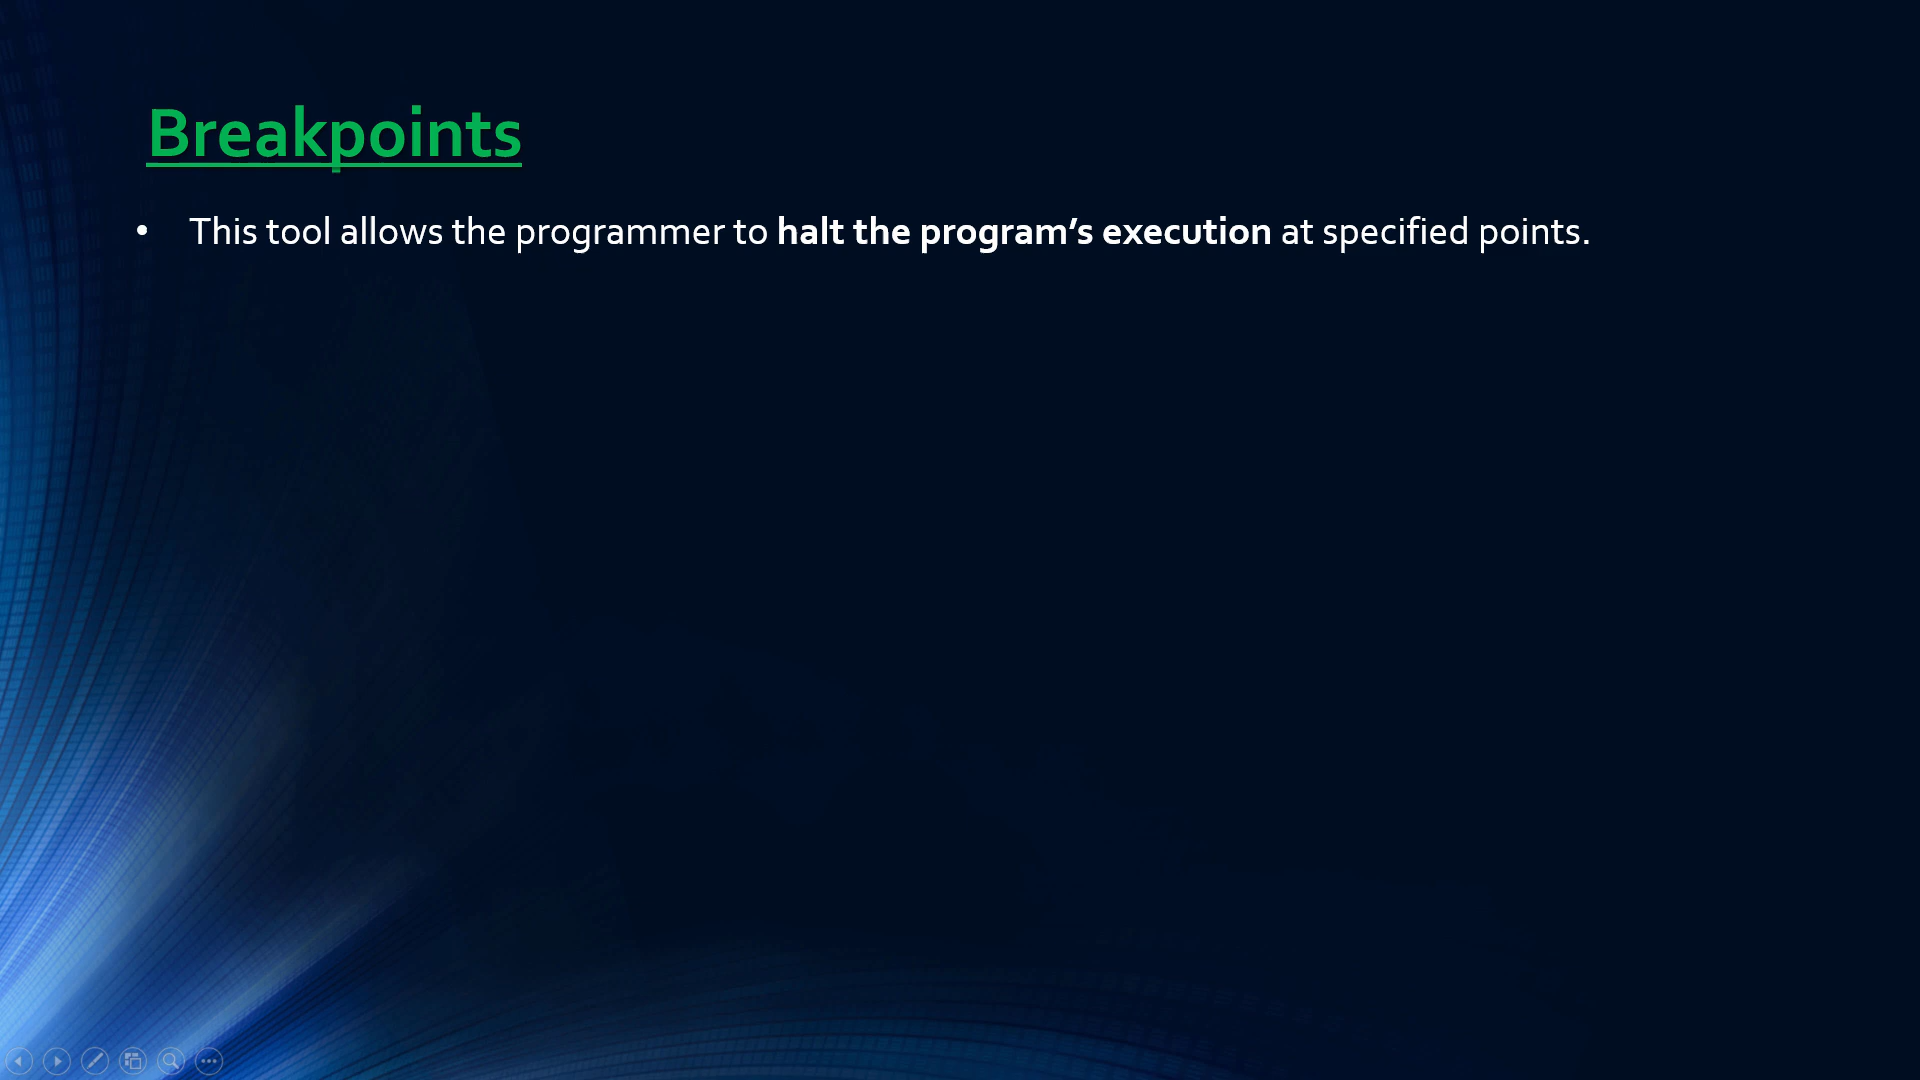 Breakpoints
• This tool allows the programmer to halt the program’s execution at specified points.